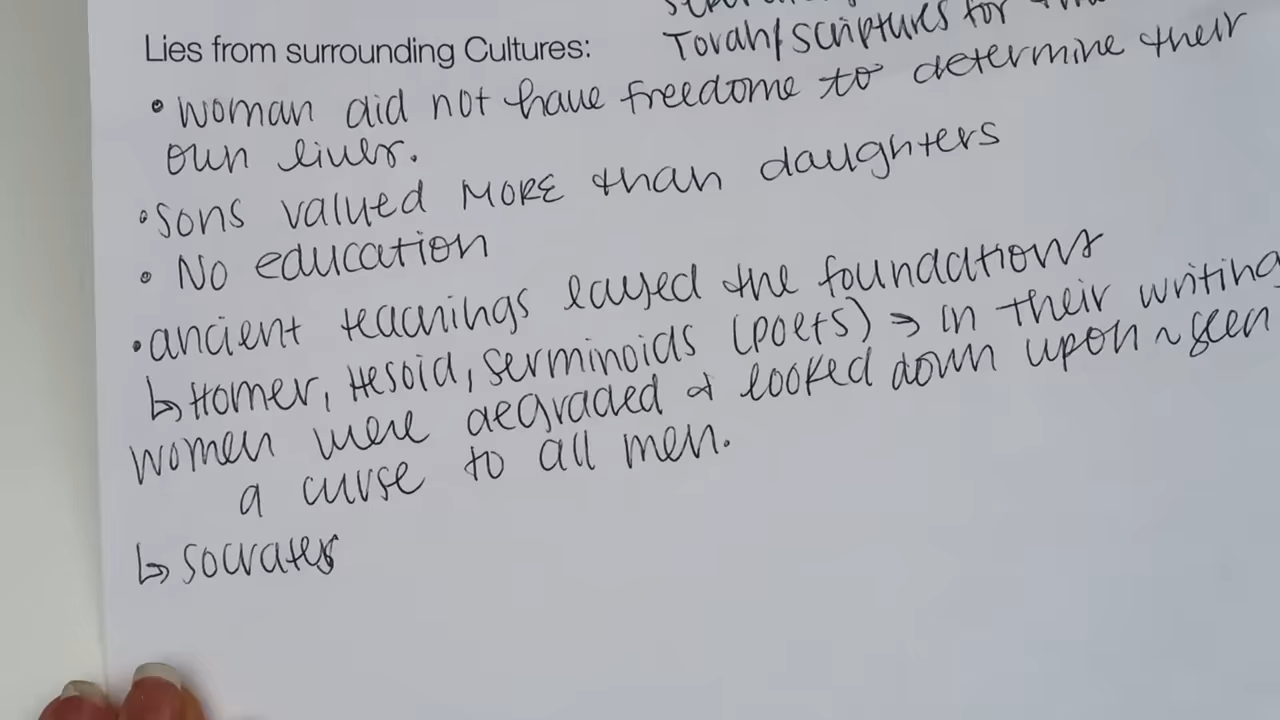 Torah/scriptures for
Lies from surrounding Cultures:
• woman did not have freedome to determine their
own lives.
• Sons valued MORE than daughters
• No education
• ancient teachings layed the foundations
↳ Homer, Hesoid, serminoids (poets) → in their writing
women were degraded & looked down upon ~ seen
a curse to all men.
↳ Socrates